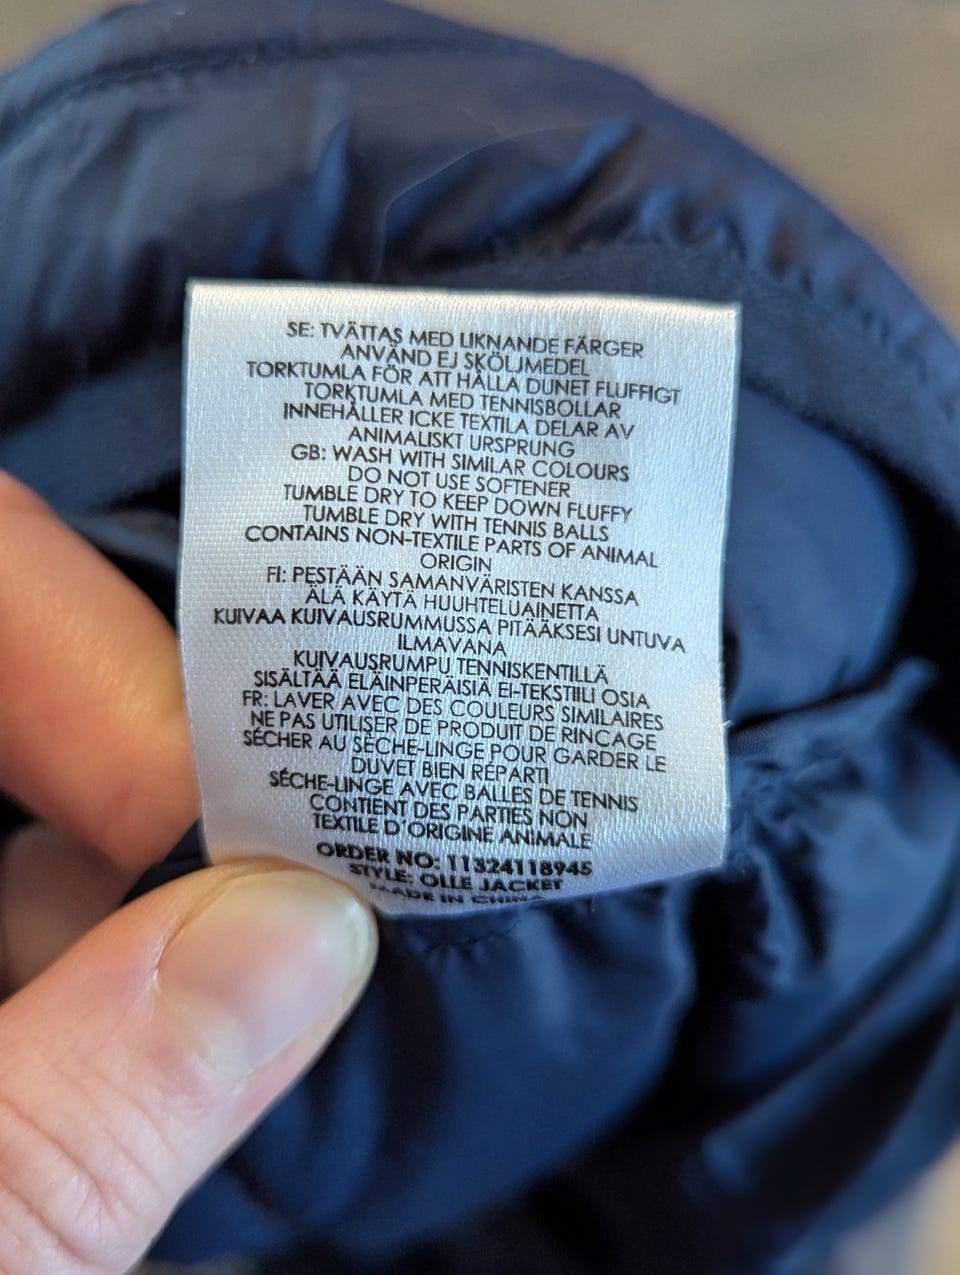 SE: TVÄTTAS MED LIKNANDE FÄRGER
ANVÄND EJ SKÖLJMEDEL
TORKTUMLA FÖR ATT HÅLLA DUNET FLUFFIGT
TORKTUMLA MED TENNISBOLLAR
INNEHÅLLER ICKE TEXTILA DELAR AV
ANIMALISKT URSPRUNG
GB: WASH WITH SIMILAR COLOURS
DO NOT USE SOFTENER
TUMBLE DRY TO KEEP DOWN FLUFFY
TUMBLE DRY WITH TENNIS BALLS
CONTAINS NON-TEXTILE PARTS OF ANIMAL
ORIGIN
FI: PESTÄÄN SAMANVÄRISTEN KANSSA
ÄLÄ KÄYTÄ HUUHTELUAINETTA
KUIVAA KUIVAUSRUMMUSSA PITÄÄKSESI UNTUVA
ILMAVANA
KUIVAUSRUMPU TENNISKENTILLÄ
SISÄLTÄÄ ELÄINPERÄISIÄ EI-TEKSTIILI OSIA
FR: LAVER AVEC DES COULEURS SIMILAIRES
NE PAS UTILISER DE PRODUIT DE RINCAGE
SÉCHER AU SÈCHE-LINGE POUR GARDER LE
DUVET BIEN RÉPARTI
SÉCHE-LINGE AVEC BALLES DE TENNIS
CONTIENT DES PARTIES NON
TEXTILE D'ORIGINE ANIMALE
ORDER NO: 11324118945
STYLE: OLLE JACKET
MADE IN CHINA